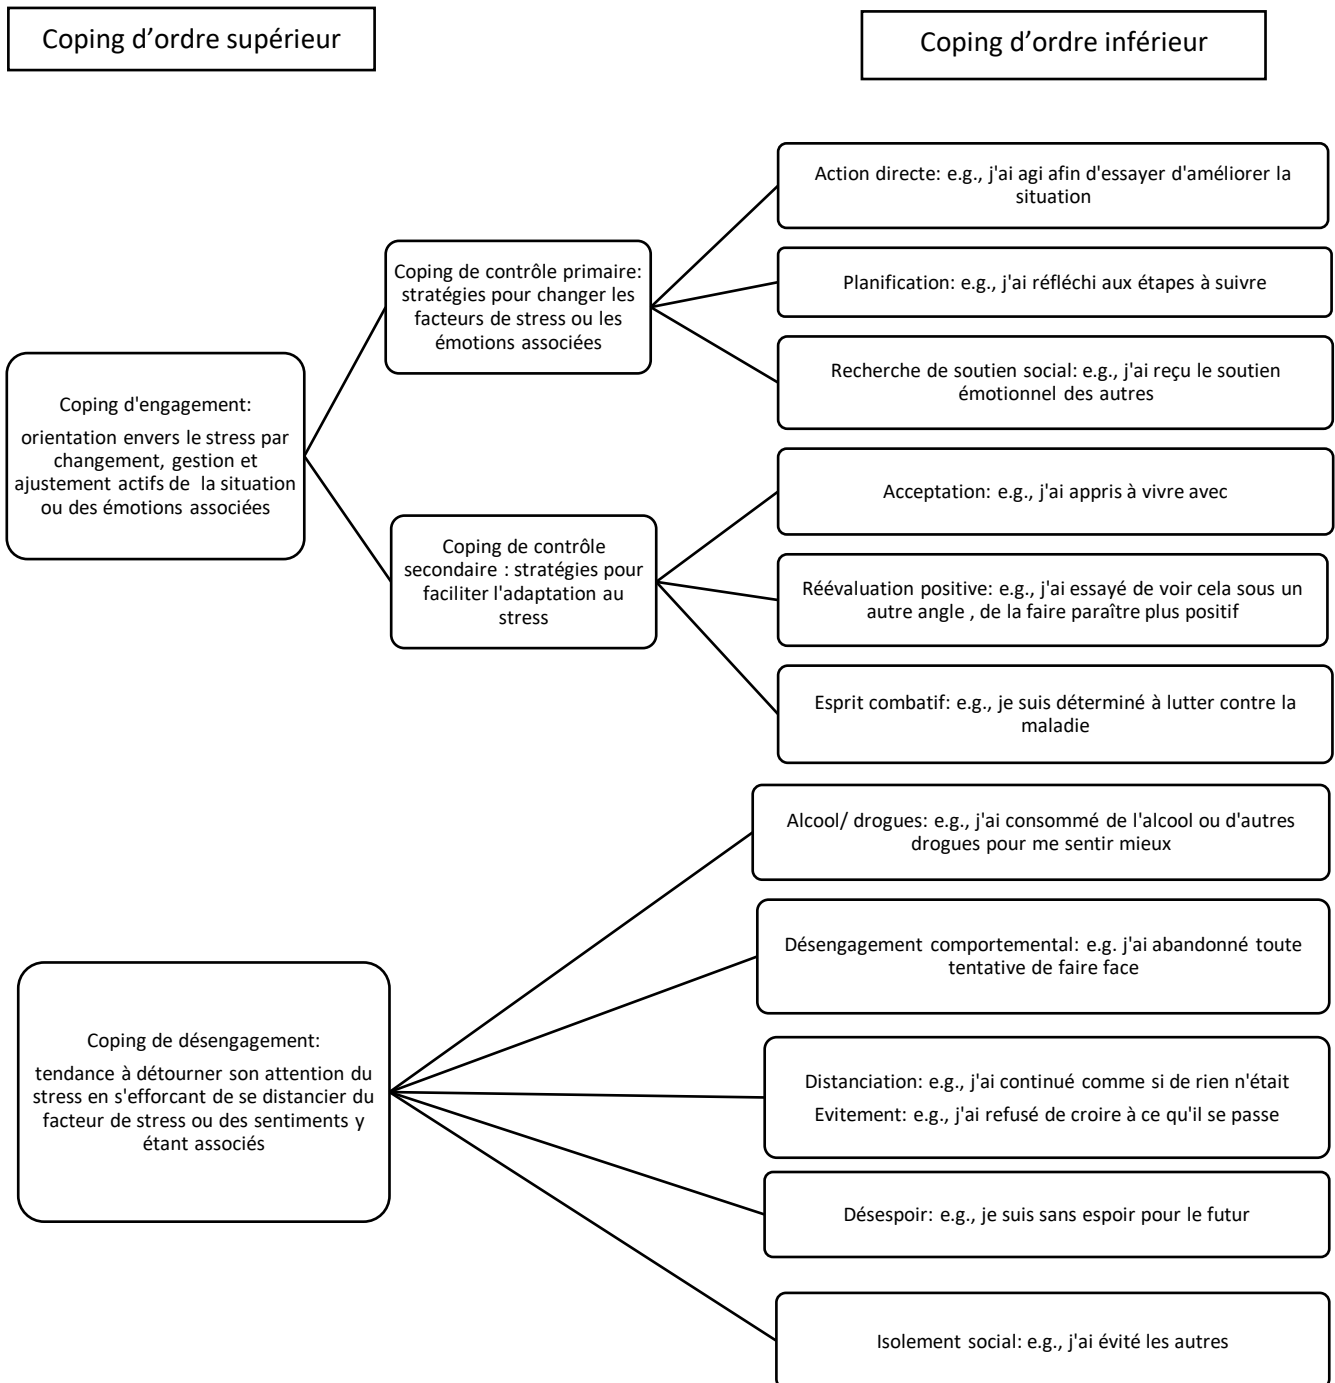 Coping d'ordre supérieur
Coping d'ordre inférieur
Coping d'engagement:
orientation envers le stress par
changement, gestion et
ajustement actifs de la situation
ou des émotions associées
Coping de contrôle primaire:
stratégies pour changer les
facteurs de stress ou les
émotions associées
Action directe: e.g., j'ai agi afin d'essayer d'améliorer la
situation
Planification: e.g., j'ai réfléchi aux étapes à suivre
Recherche de soutien social: e.g., j'ai reçu le soutien
émotionnel des autres
Coping de contrôle
secondaire : stratégies pour
faciliter l'adaptation au
stress
Acceptation: e.g., j'ai appris à vivre avec
Réévaluation positive: e.g., j'ai essayé de voir cela sous un
autre angle , de la faire paraître plus positif
Esprit combatif: e.g., je suis déterminé à lutter contre la
maladie
Coping de désengagement:
tendance à détourner son attention du
stress en s'efforcant de se distancier du
facteur de stress ou des sentiments y
étant associés
Alcool/ drogues: e.g., j'ai consommé de l'alcool ou d'autres
drogues pour me sentir mieux
Désengagement comportemental: e.g. j'ai abandonné toute
tentative de faire face
Distanciation: e.g., j'ai continué comme si de rien n'était
Evitement: e.g., j'ai refusé de croire à ce qu'il se passe
Désespoir: e.g., je suis sans espoir pour le futur
Isolement social: e.g., j'ai évité les autres